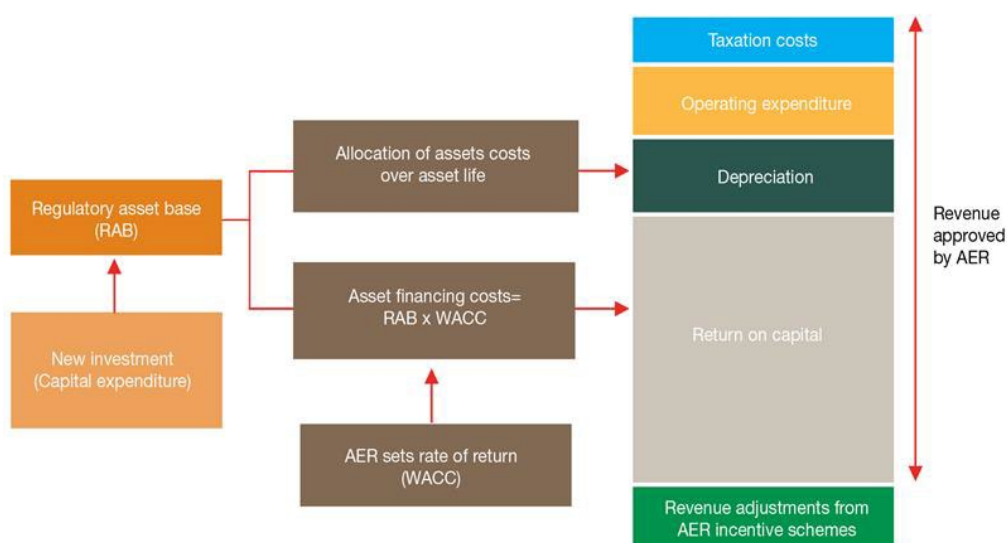 Taxation costs
Operating expenditure
Allocation of assets costs
over asset life
Depreciation
Regulatory asset base
(RAB)
Revenue
approved
by AER
Asset financing costs=
RAB x WACC
Return on capital
New investment
(Capital expenditure)
AER sets rate of return
(WACC)
Revenue adjustments from
AER incentive schemes